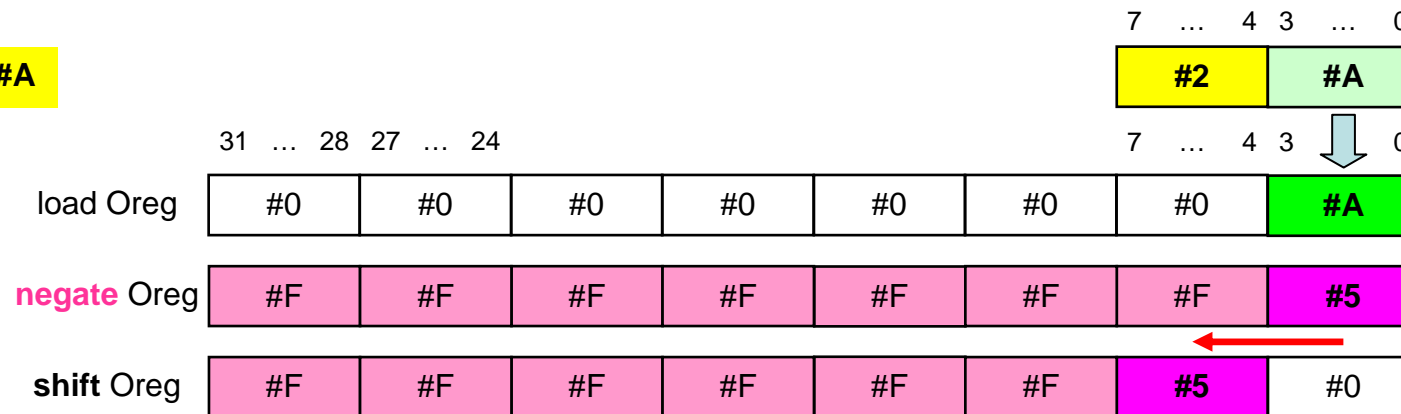 7 … 4 3 … 0
#A #2 #A
31 … 28 27 … 24 7 … 4 3 0
load Oreg #0 #0 #0 #0 #0 #0 #0 #A
negate Oreg #F #F #F #F #F #F #F #5
shift Oreg #F #F #F #F #F #F #5 #0